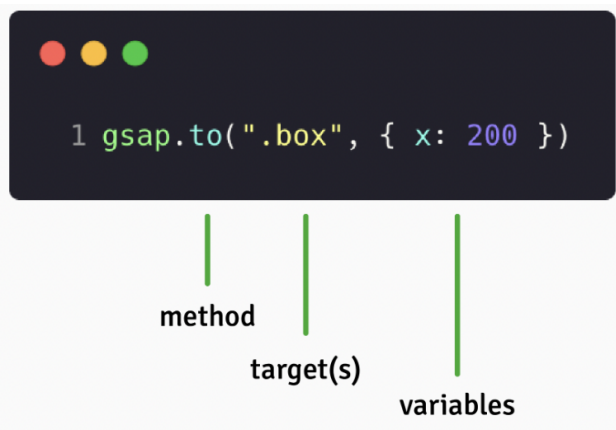 1 gsap.to(".box", { x: 200 })
method
target(s)
variables